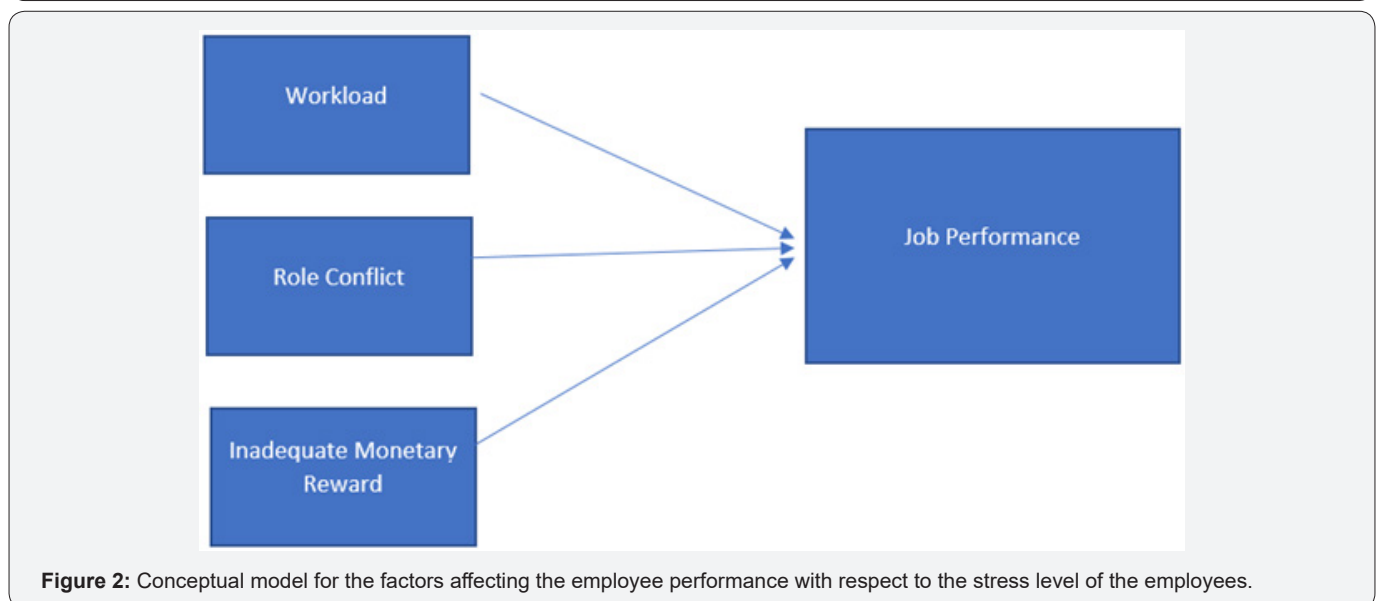 Workload
Role Conflict
Inadequate Monetary
Reward
Job Performance
Figure 2: Conceptual model for the factors affecting the employee performance with respect to the stress level of the employees.